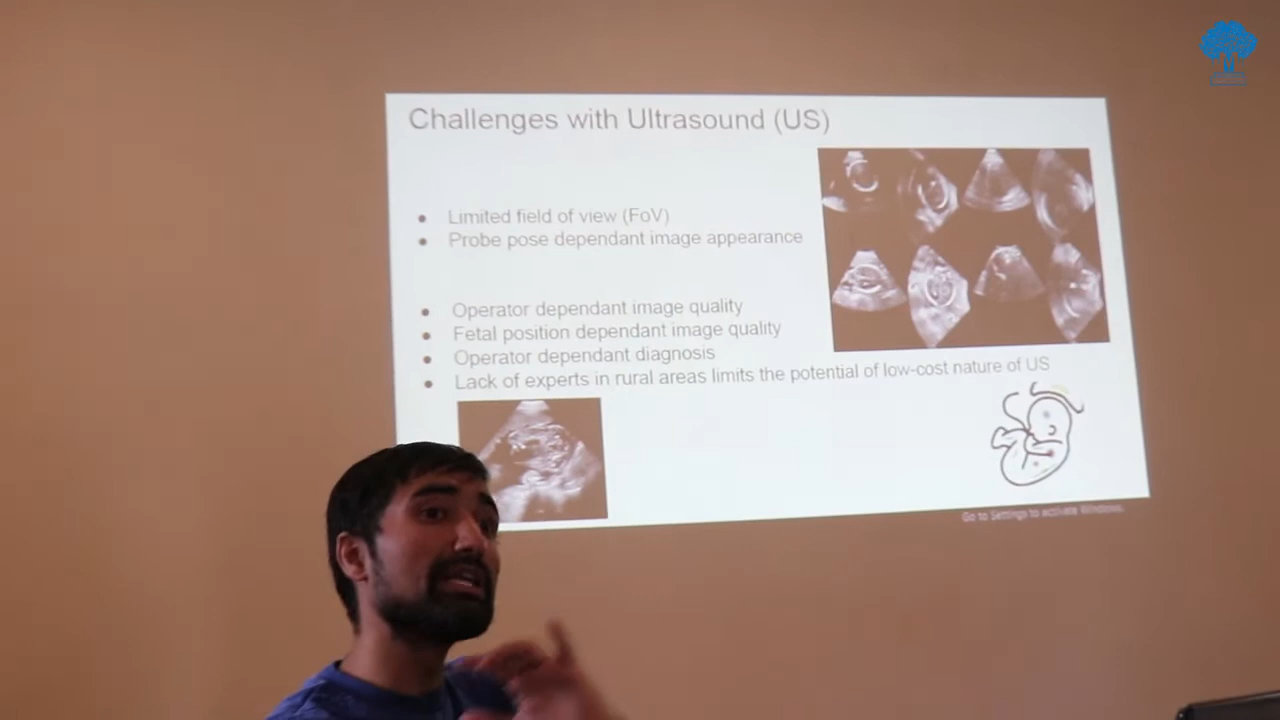 Challenges with Ultrasound (US)
Limited field of view (FoV)
Probe pose dependant image appearance
Operator dependant image quality
Fetal position dependant image quality
Operator dependant diagnosis
Lack of experts in rural areas limits the potential of low-cost nature of US
Go to Settings to activate Windows.